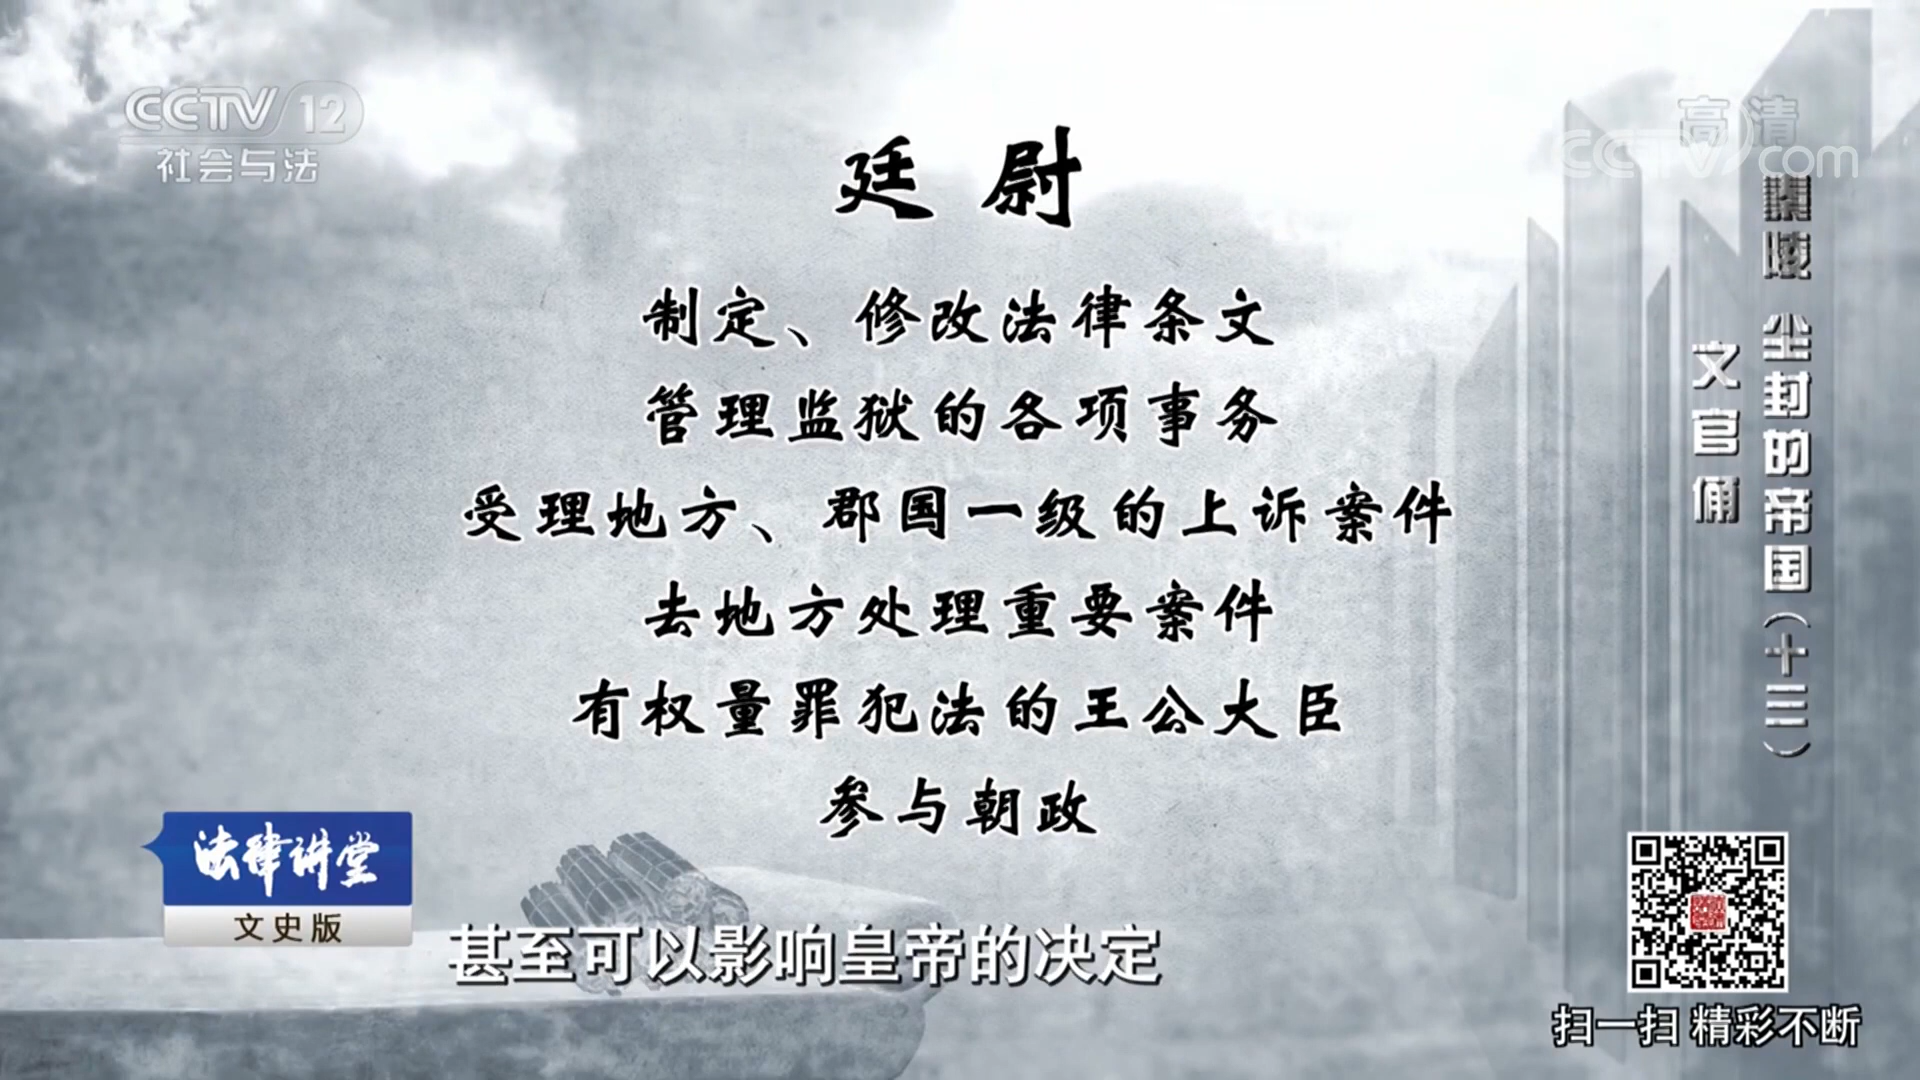 CCTV 12
社会与法
高清
CCTV.com
廷尉
制定、修改法律条文
管理监狱的各项事务
受理地方、郡国一级的上诉案件
去地方处理重要案件
有权量罪犯法的王公大臣
参与朝政
秦陵 尘封的帝国（十三）
文官俑
法律讲堂
文史版
甚至可以影响皇帝的决定
扫一扫 精彩不断